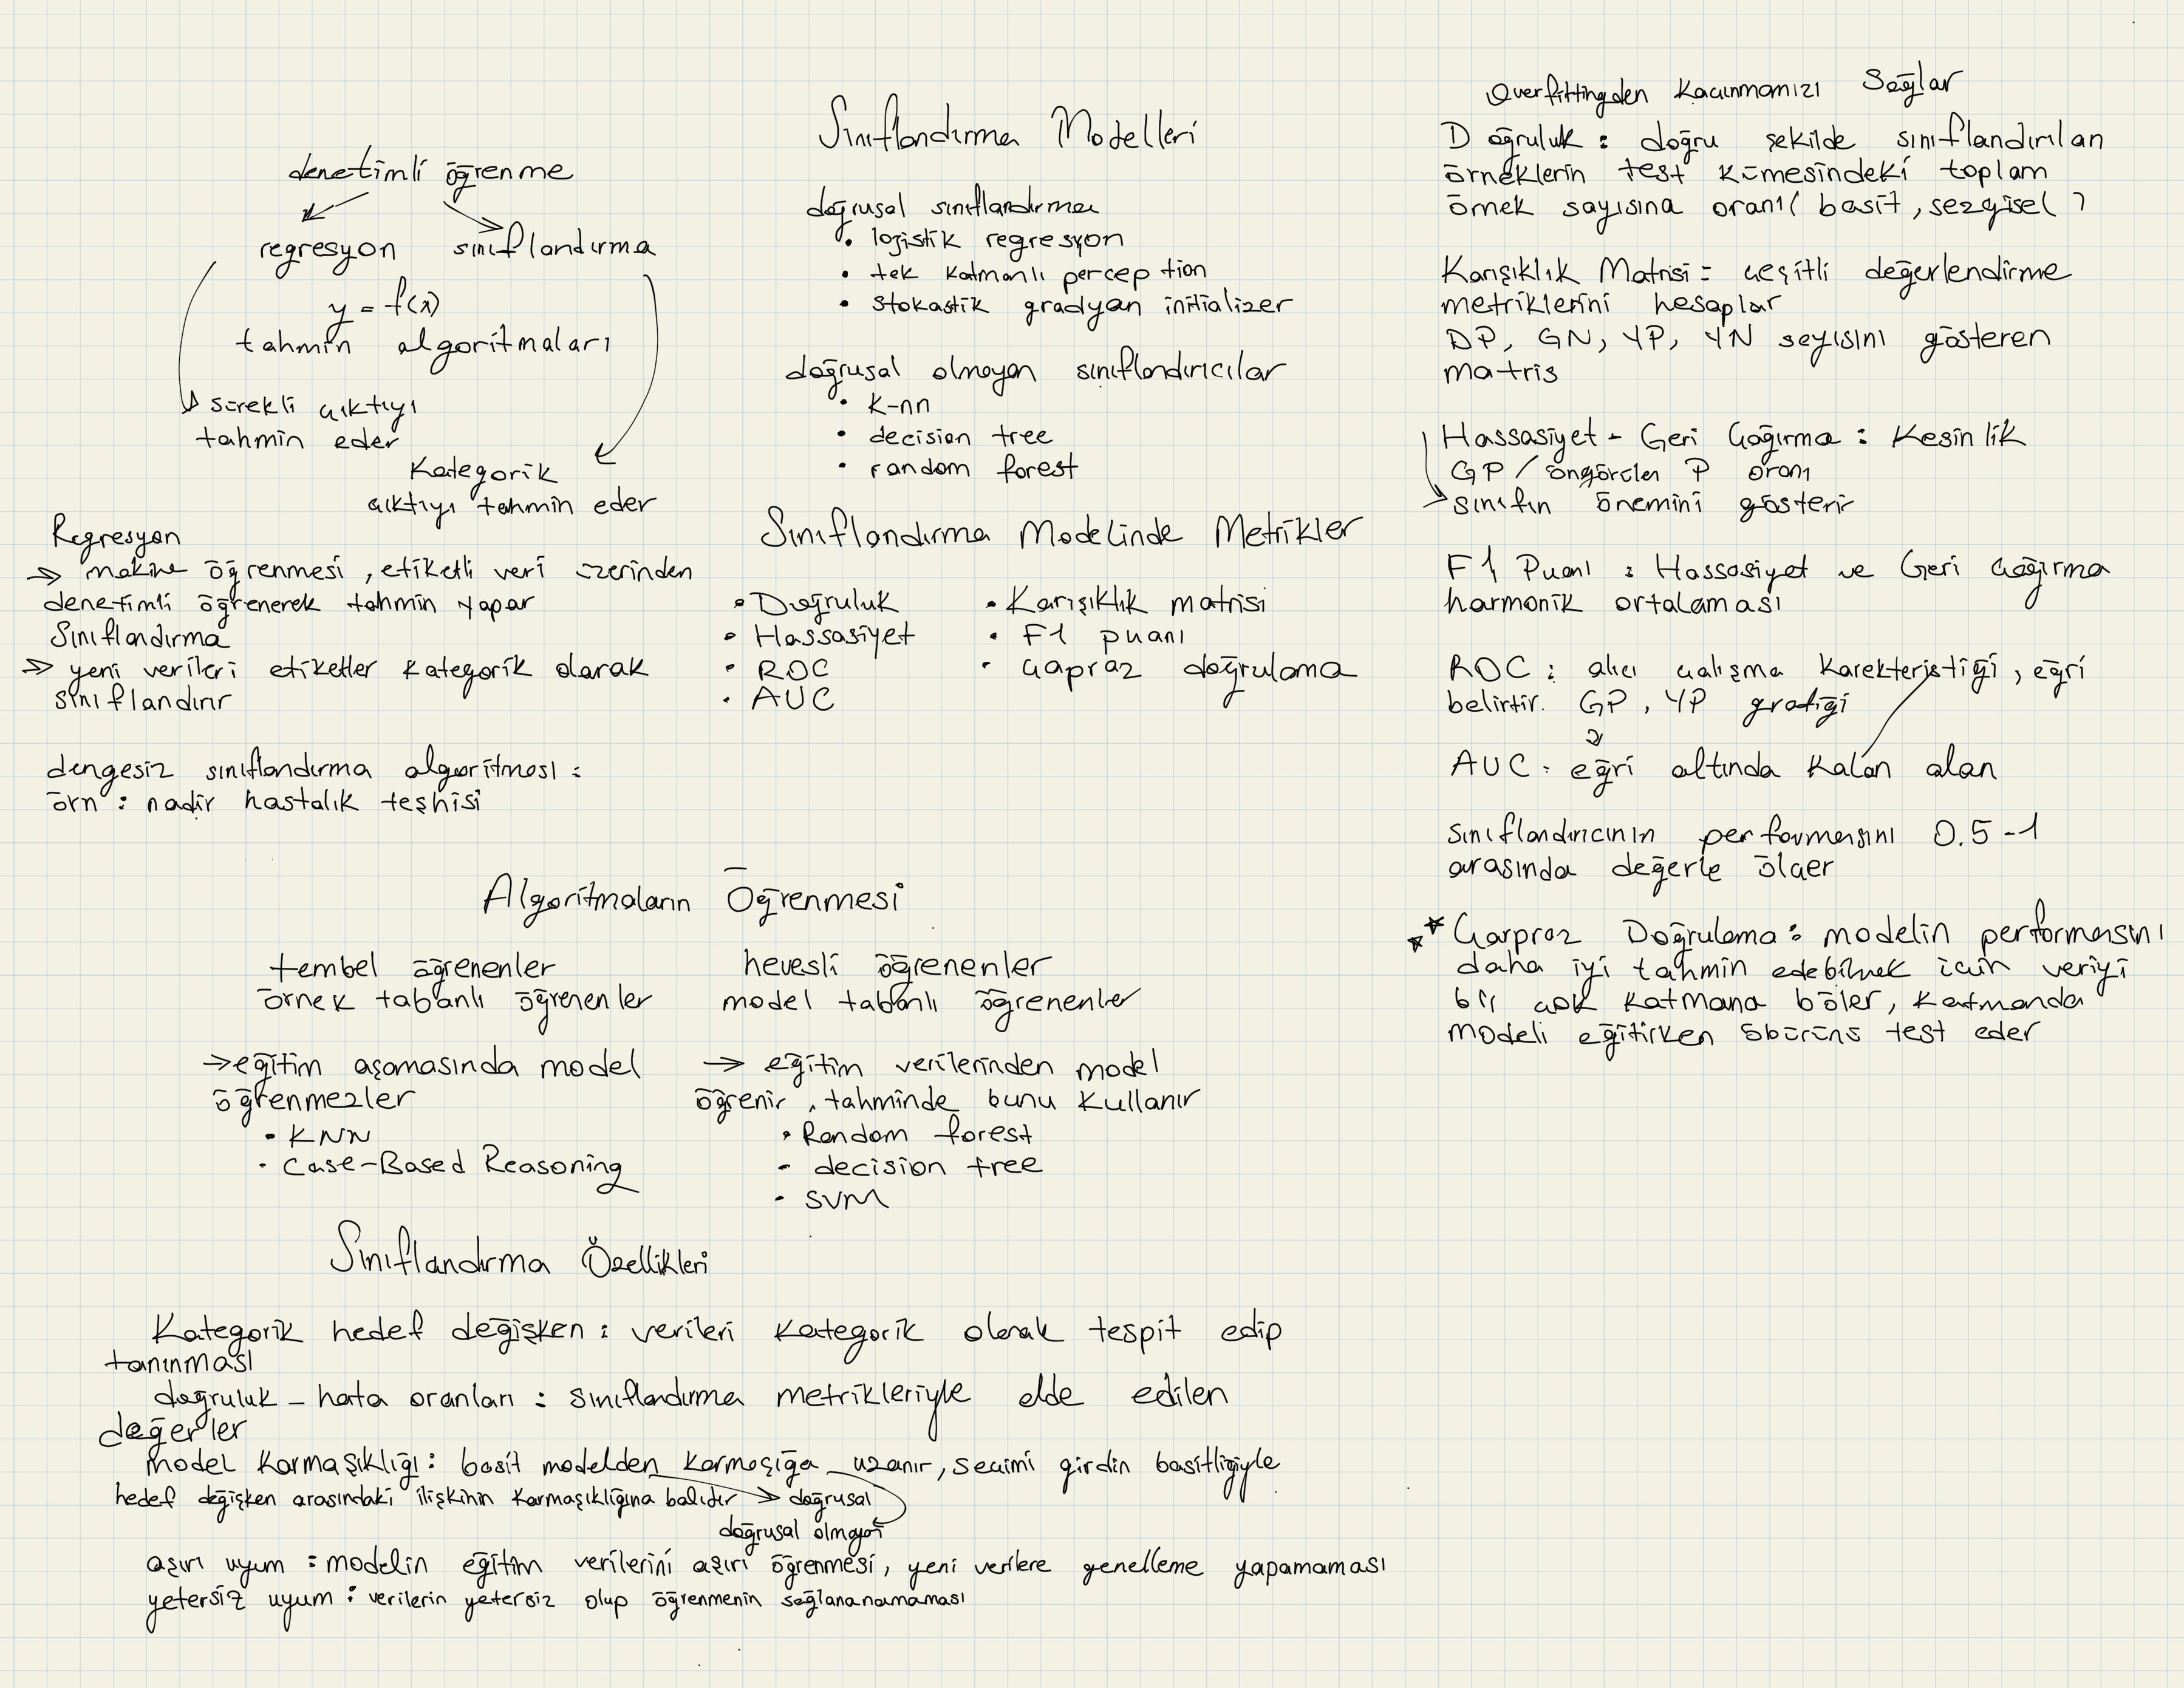 denetimli öğrenme
regresyon sınıflandırma
y = f(x)
tahmin algoritmaları
sürekli çıktıyı
tahmin eder
Kategorik
çıktıyı tahmin eder
Regresyon
→ makine öğrenmesi, etiketli veri üzerinden
denetimli öğrenerek tahmin yapar
Sınıflandırma
→ yeni verileri etiketler kategorik olarak
sınıflandırır
dengesiz sınıflandırma algoritması :
örn : nadir hastalık teşhisi
Sınıflandırma Modelleri
doğrusal sınıflandırma
• lojistik regresyon
• tek katmanlı perception
• stokastik gradyan initializer
doğrusal olmayan sınıflandırıcılar
• K-nn
• decision tree
• random forest
Sınıflandırma Modelinde Metrikler
• Doğruluk
• Hassasiyet
• ROC
• AUC
• Karışıklık matrisi
• F1 puanı
• çapraz doğrulama
Algoritmaların Öğrenmesi
tembel öğrenenler
örnek tabanlı öğrenenler
→ eğitim aşamasında model
öğrenmezler
• KNN
• Case-Based Reasoning
hevesli öğrenenler
model tabanlı öğrenenler
→ eğitim verilerinden model
öğrenir, tahminde bunu kullanır
• Random forest
• decision tree
• SVM
Sınıflandırma Özellikleri
Kategorik hedef değişken : verileri kategorik olarak tespit edip
tanınması
doğruluk - hata oranları : sınıflandırma metrikleriyle elde edilen
değerler
model karmaşıklığı : basit modelden karmaşığa uzanır, seçimi girdin basitliğiyle
hedef değişken arasındaki ilişkinin karmaşıklığına balıdır → doğrusal
doğrusal olmayan
aşırı uyum : modelin eğitim verilerini aşırı öğrenmesi, yeni verilere genelleme yapamaması
yetersiz uyum : verilerin yetersiz olup öğrenmenin sağlananamaması
Overfittingden Kaçınmamızı Sağlar
Doğruluk : doğru şekilde sınıflandırılan
örneklerin test kümesindeki toplam
örnek sayısına oranı ( basit, sezgisel )
Karışıklık Matrisi = çeşitli değerlendirme
metriklerini hesaplar
DP, GN, YP, YN sayısını gösteren
matris
Hassasiyet - Geri Çağırma : Kesinlik
GP / öngörülen P oranı
sınıfın önemini gösterir
F1 Puanı : Hassasiyet ve Geri Çağırma
harmonik ortalaması
ROC : alıcı çalışma karekteristiği, eğri
belirtir. GP, YP grafiği
AUC : eğri altında kalan alan
sınıflandırıcının performansını 0.5-1
arasında değerle ölçer
Çarpraz Doğrulama : modelin performansını
daha iyi tahmin edebilmek için veriyi
bir çok katmana böler, katmanda
modeli eğitirken öbürünü test eder